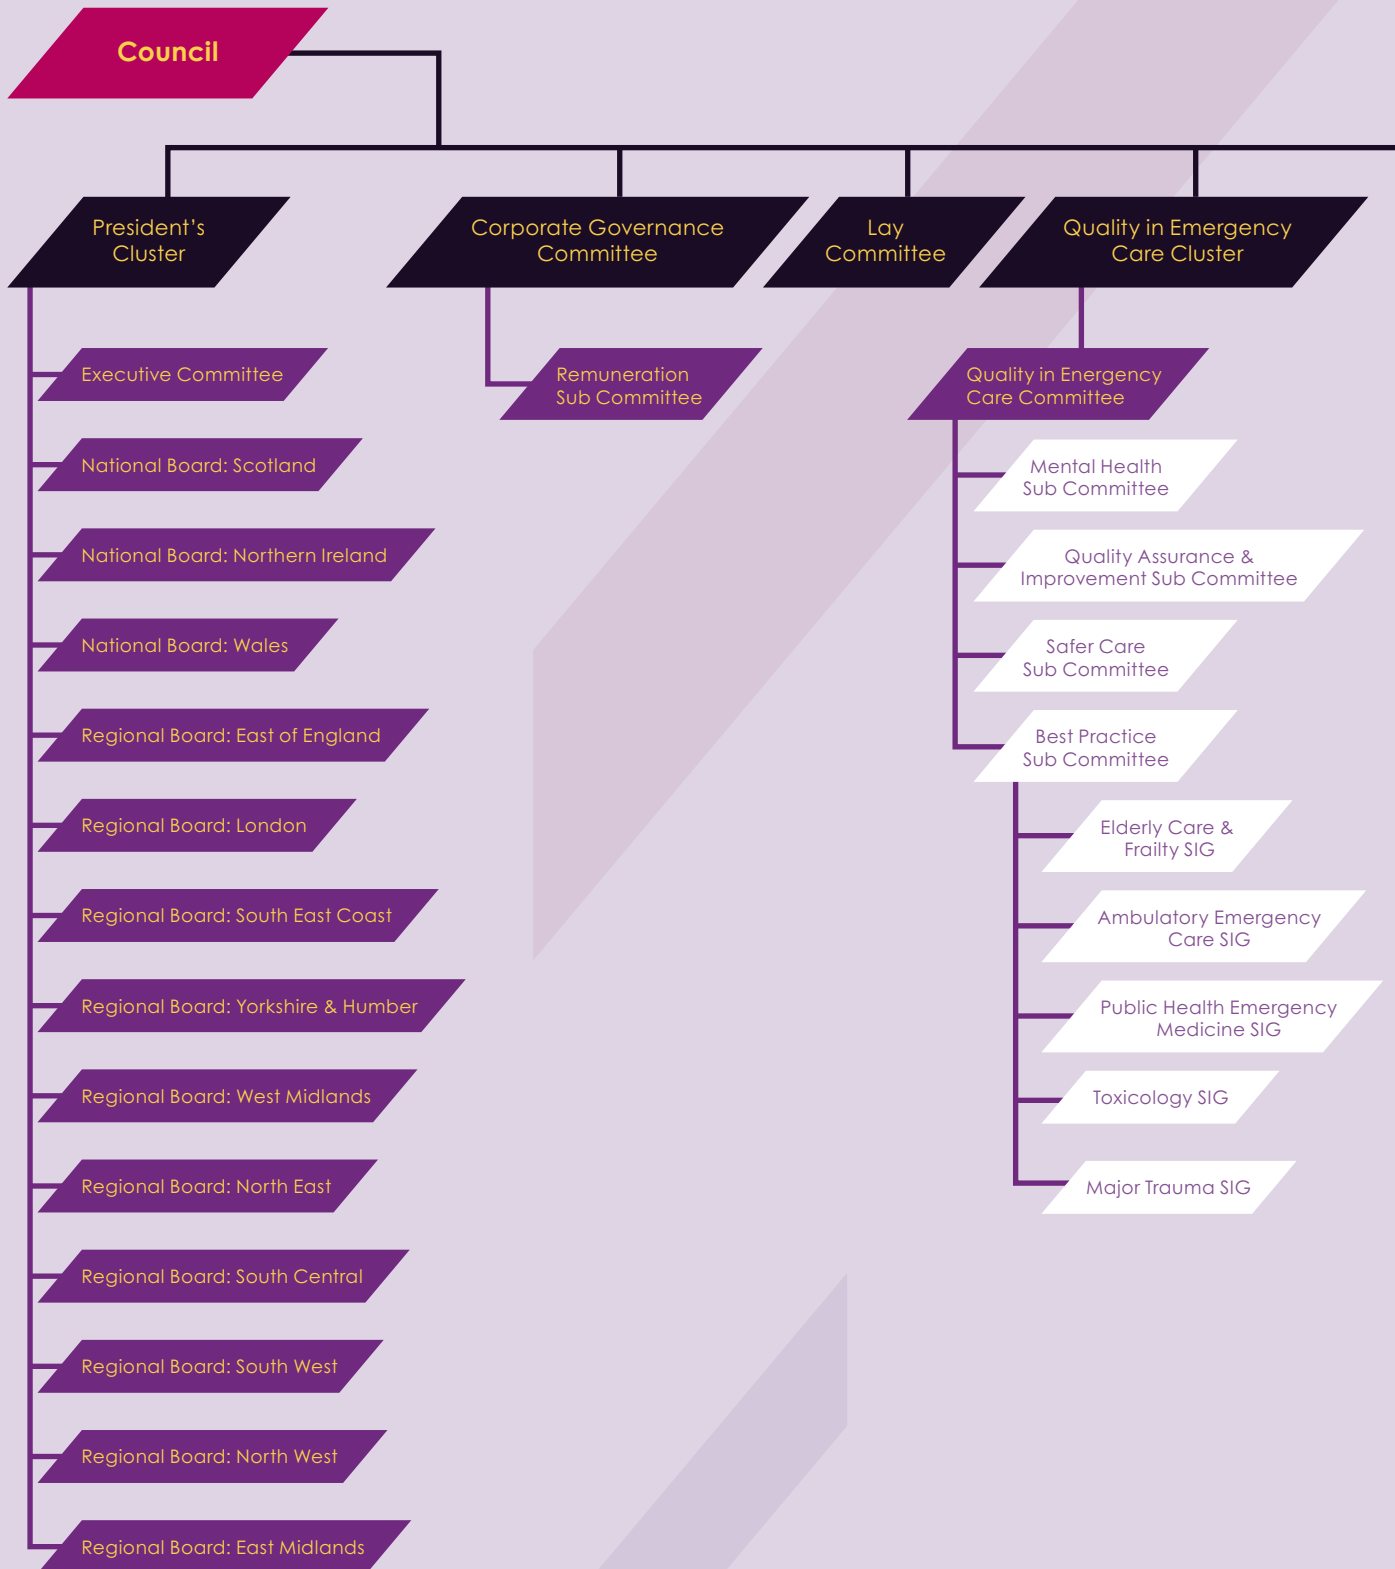 Council
President’s
Cluster
Corporate Governance
Committee
Lay
Committee
Quality in Emergency
Care Cluster
Executive Committee
National Board: Scotland
National Board: Northern Ireland
National Board: Wales
Regional Board: East of England
Regional Board: London
Regional Board: South East Coast
Regional Board: Yorkshire & Humber
Regional Board: West Midlands
Regional Board: North East
Regional Board: South Central
Regional Board: South West
Regional Board: North West
Regional Board: East Midlands
Remuneration
Sub Committee
Quality in Energency
Care Committee
Mental Health
Sub Committee
Quality Assurance &
Improvement Sub Committee
Safer Care
Sub Committee
Best Practice
Sub Committee
Elderly Care &
Frailty SIG
Ambulatory Emergency
Care SIG
Public Health Emergency
Medicine SIG
Toxicology SIG
Major Trauma SIG